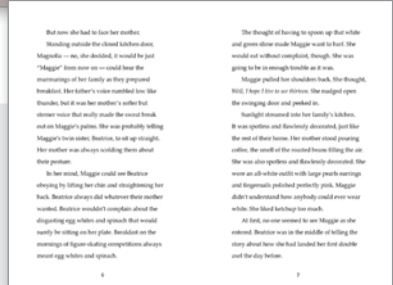 But now she had to face her mother.
Standing outside the closed kitchen door,
Magnolia — no, she decided, it would be just
"Maggie" from now on — could hear the
murmurings of her family as they prepared
breakfast. Her father's voice rumbled low like
thunder, but it was her mother's softer but
sterner voice that really made the sweat break
out on Maggie's palms. She was probably telling
Maggie's twin sister, Beatrice, to sit up straight.
Her mother was always scolding them about
their posture.
In her mind, Maggie could see Beatrice
obeying by lifting her chin and straightening her
back. Beatrice always did whatever their mother
wanted. Beatrice wouldn't complain about the
disgusting egg whites and spinach that would
surely be sitting on her plate. Breakfast on the
mornings of figure-skating competitions always
meant egg whites and spinach.
6
The thought of having to spoon up that white
and green slime made Maggie want to barf. She
would eat without complaint, though. She was
going to be in enough trouble as it was.
Maggie pulled her shoulders back. She thought,
Well, I hope I live to see thirteen. She nudged open
the swinging door and peeked in.
Sunlight streamed into her family's kitchen.
It was spotless and flawlessly decorated, just like
the rest of their home. Her mother stood pouring
coffee, the smell of the roasted beans filling the air.
She was also spotless and flawlessly decorated. She
wore an all-white outfit with large pearls earrings
and fingernails polished perfectly pink. Maggie
didn't understand how anybody could ever wear
white. She liked ketchup too much.
At first, no one seemed to see Maggie as she
entered. Beatrice was in the middle of telling the
story about how she had landed her first double
axel the day before.
7